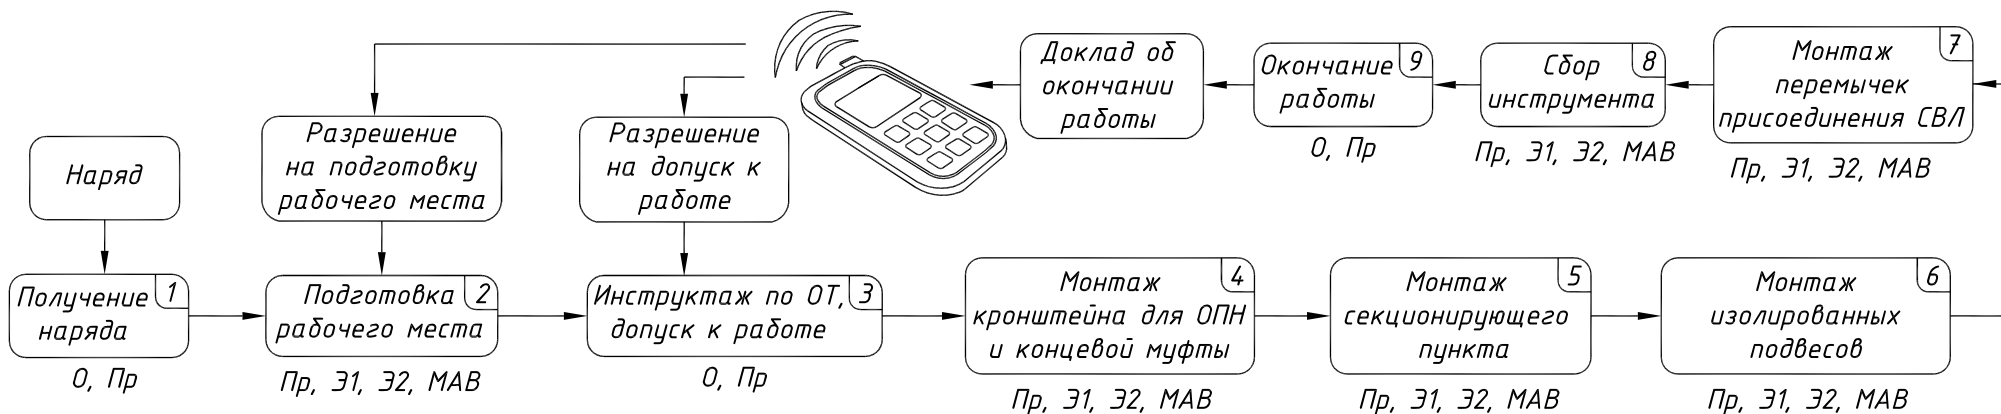 Наряд
Получение
наряда
1
О, Пр
Разрешение
на подготовку
рабочего места
Подготовка
рабочего места
2
Пр, Э1, Э2, МАВ
Разрешение
на допуск к
работе
Инструктаж по ОТ,
допуск к работе
3
О, Пр
Монтаж
кронштейна для ОПН
и концевой муфты
4
Пр, Э1, Э2, МАВ
Монтаж
секционирующего
пункта
5
Пр, Э1, Э2, МАВ
Монтаж
изолированных
подвесов
6
Пр, Э1, Э2, МАВ
Монтаж
перемычек
присоединения СВЛ
7
Пр, Э1, Э2, МАВ
Сбор
инструмента
8
Пр, Э1, Э2, МАВ
Окончание
работы
9
О, Пр
Доклад об
окончании
работы